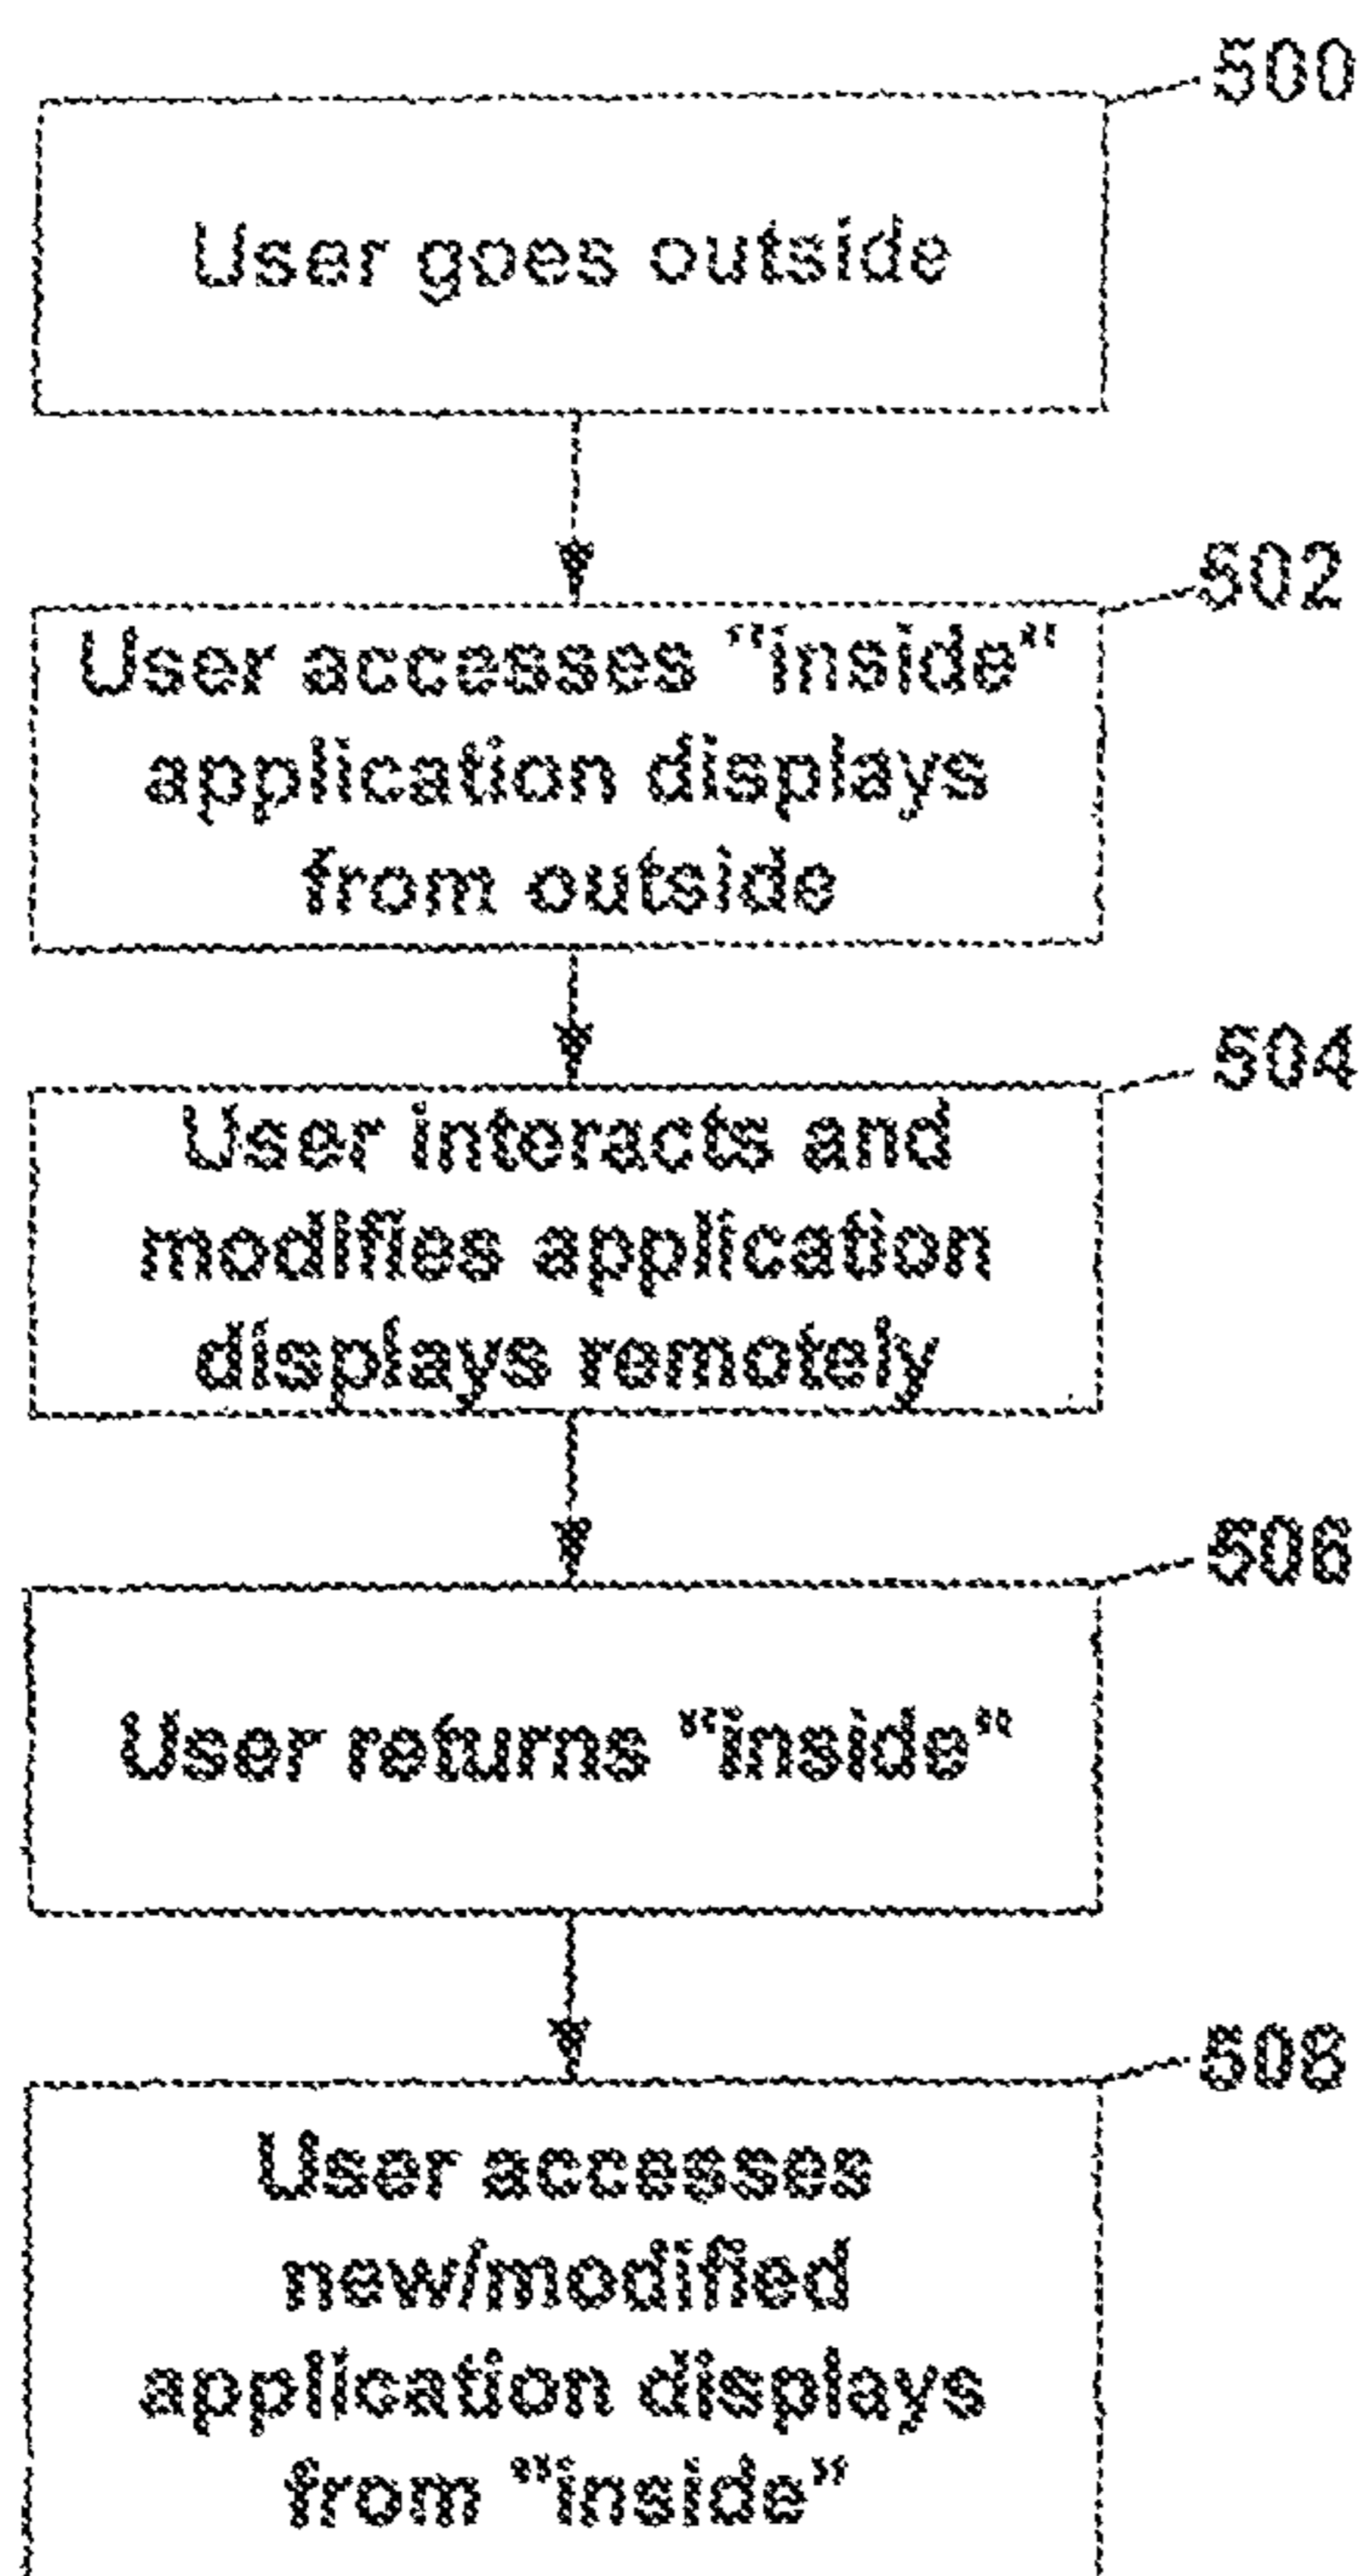 500
User goes outside
502
User accesses "inside"
application displays
from outside
504
User interacts and
modifies application
displays remotely
506
User returns "inside"
508
User accesses
new/modified
application displays
from "inside"